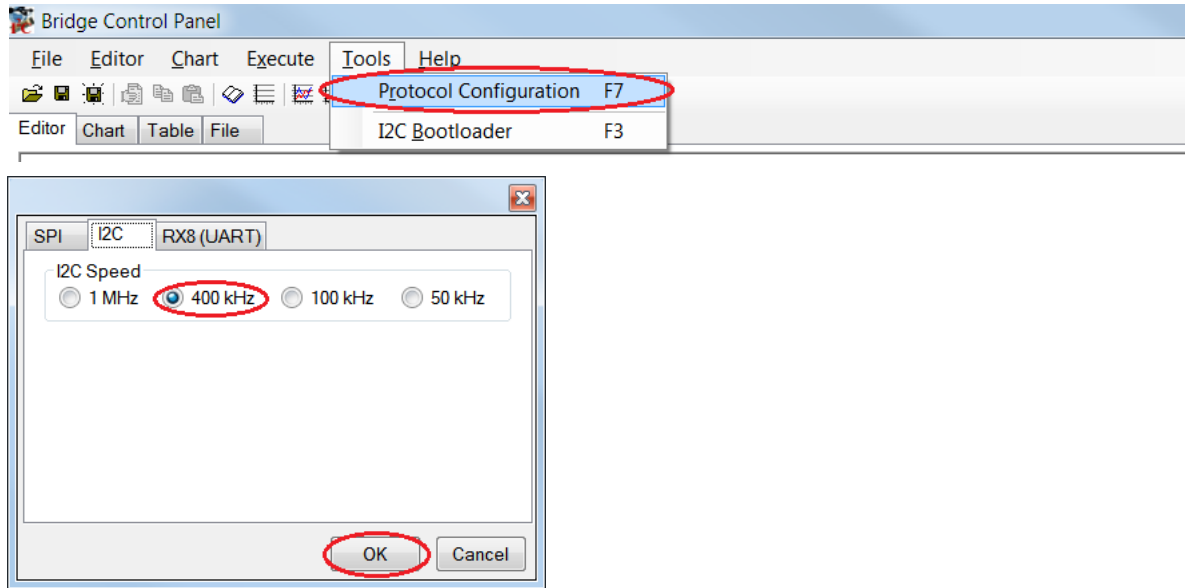 Bridge Control Panel
File Editor Chart Execute Tools Help
Protocol Configuration F7
Editor Chart Table File
I2C Bootloader F3
SPI I2C RX8 (UART)
I2C Speed
1 MHz 400 kHz 100 kHz 50 kHz
OK Cancel